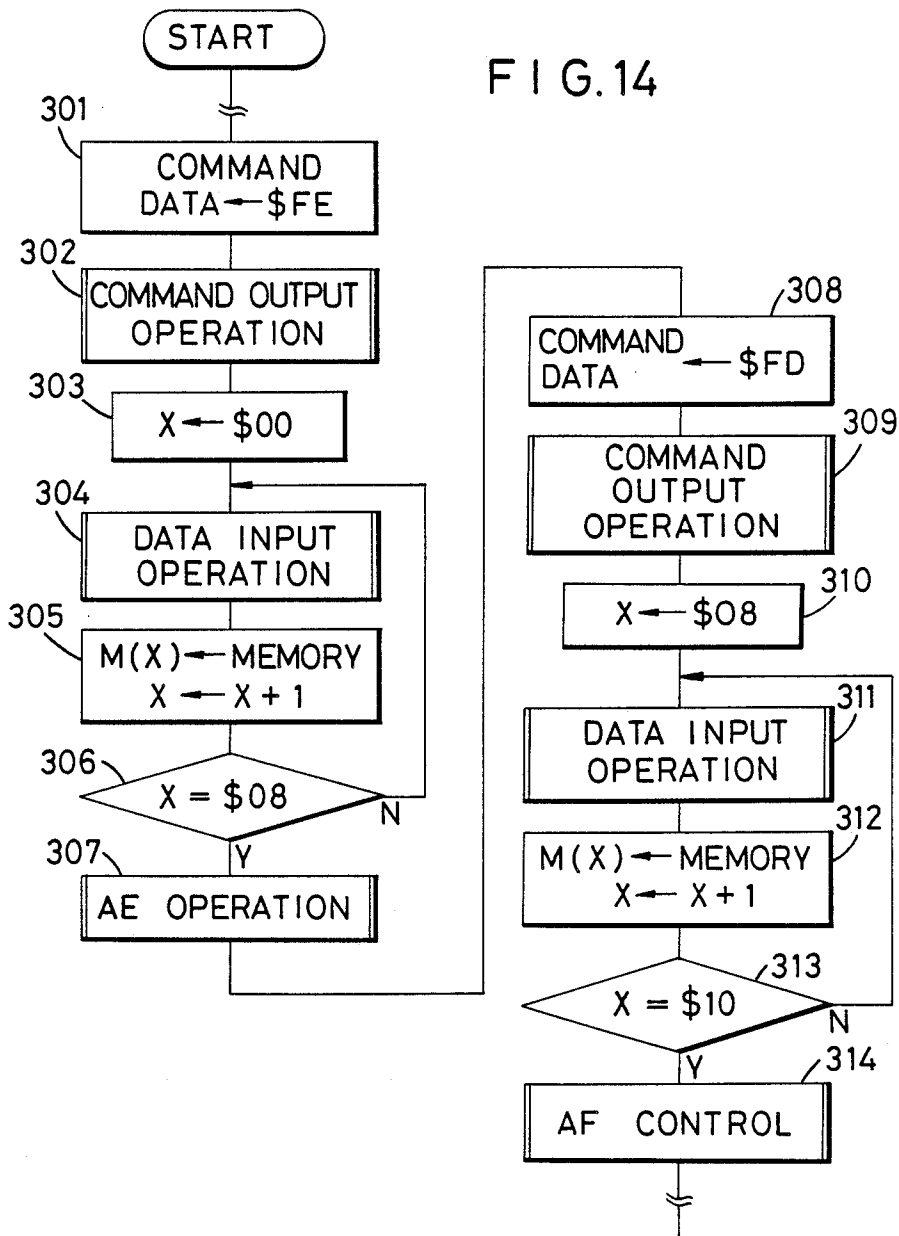 START
FIG.14
301
COMMAND
DATA ← $FE
302
COMMAND OUTPUT
OPERATION
303
X ← $00
304
DATA INPUT
OPERATION
305
M(X) ← MEMORY
X ← X + 1
306
X = $08
N
Y
307
AE OPERATION
308
COMMAND
DATA ← $FD
309
COMMAND
OUTPUT
OPERATION
310
X ← $08
311
DATA INPUT
OPERATION
312
M(X) ← MEMORY
X ← X + 1
313
X = $10
N
Y
314
AF CONTROL